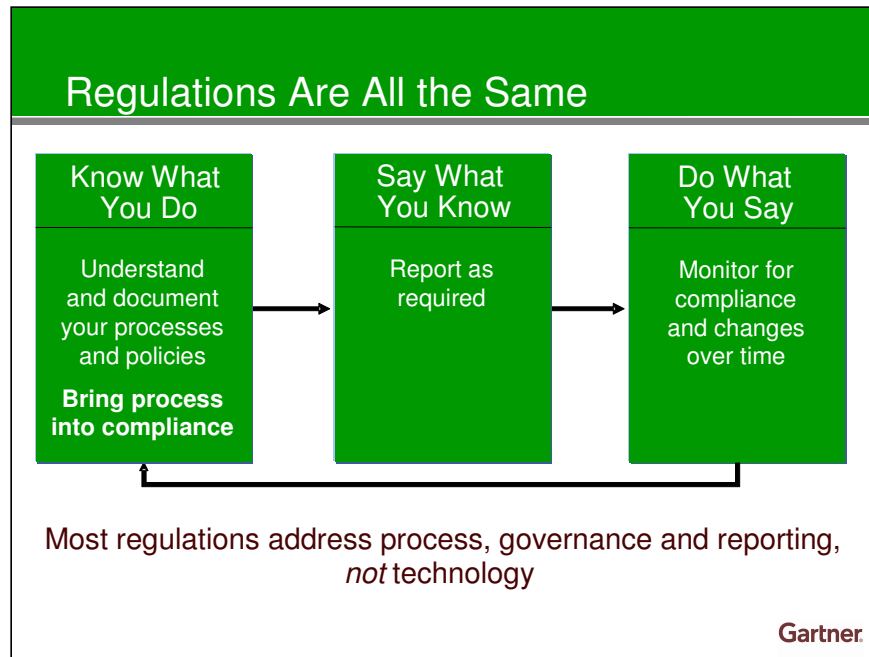 Regulations Are All the Same
Know What
You Do
Understand
and document
your processes
and policies
Bring process
into compliance
Say What
You Know
Report as
required
Do What
You Say
Monitor for
compliance
and changes
over time
Most regulations address process, governance and reporting,
not technology
Gartner.